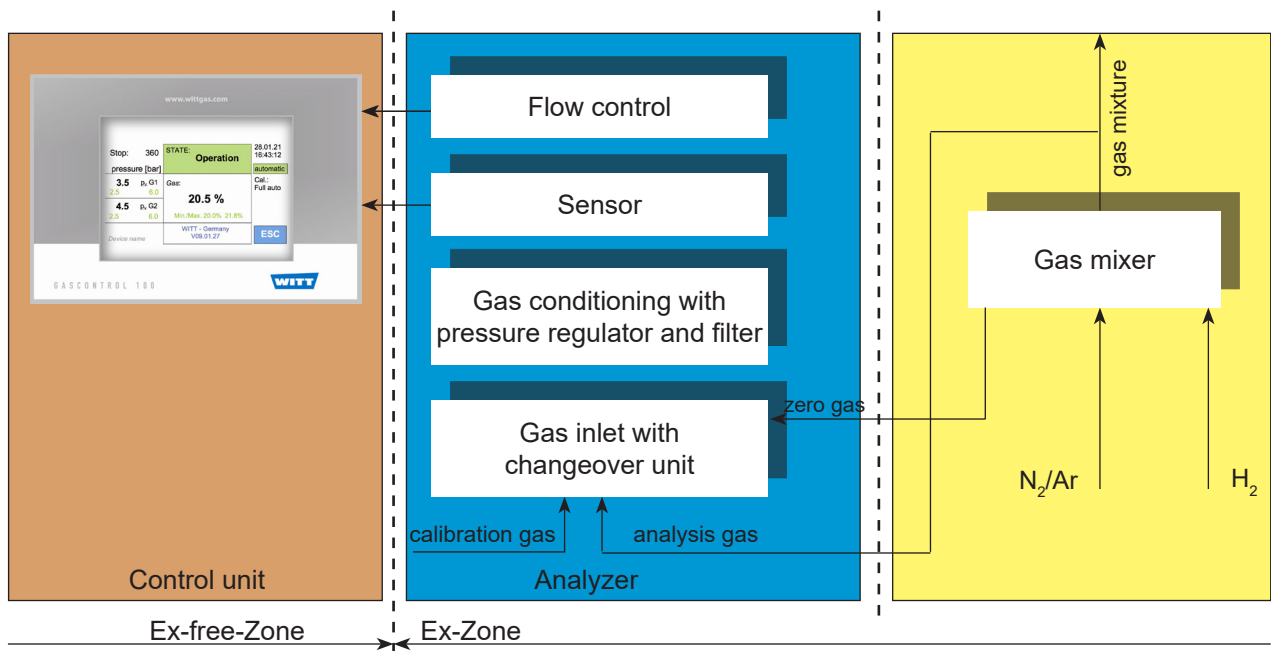 www.wittgas.com
Stop: 360
pressure [bar]
3.5 pᵥ G1
2.5 6.0
4.5 pᵥ G2
2.5 6.0
Device name
STATE:
Operation
Gas:
20.5 %
Min./Max. 20.0% 21.8%
WITT - Germany
V09.01.27
28.01.21
16:43:12
automatic
Cal.:
Full auto
ESC
GASCONTROL 100
WITT
Control unit
Flow control
Sensor
Gas conditioning with
pressure regulator and filter
Gas inlet with
changeover unit
calibration gas
analysis gas
Analyzer
zero gas
gas mixture
Gas mixer
N₂/Ar
H₂
Ex-free-Zone
Ex-Zone